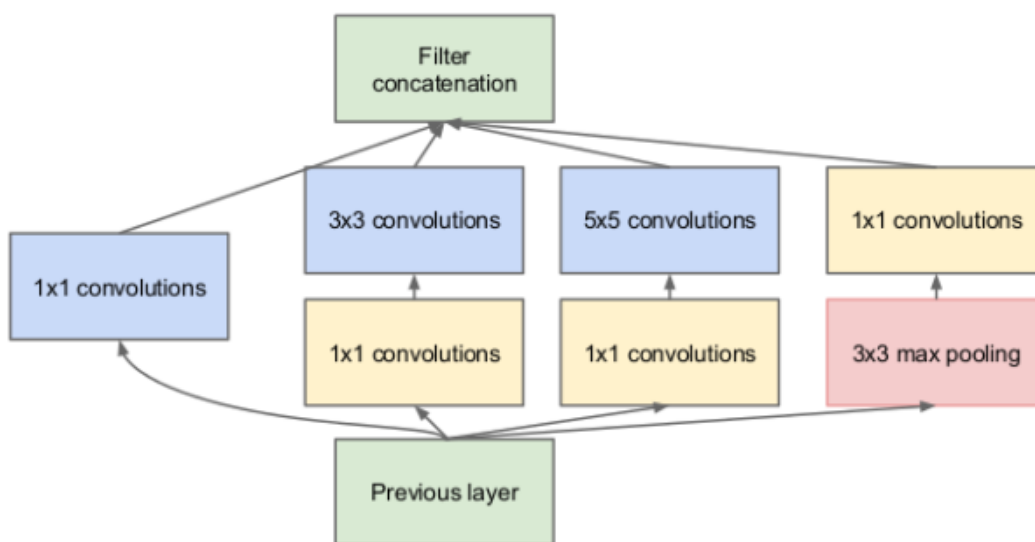 Filter
concatenation
3x3 convolutions
5x5 convolutions
1x1 convolutions
1x1 convolutions
1x1 convolutions
1x1 convolutions
3x3 max pooling
Previous layer